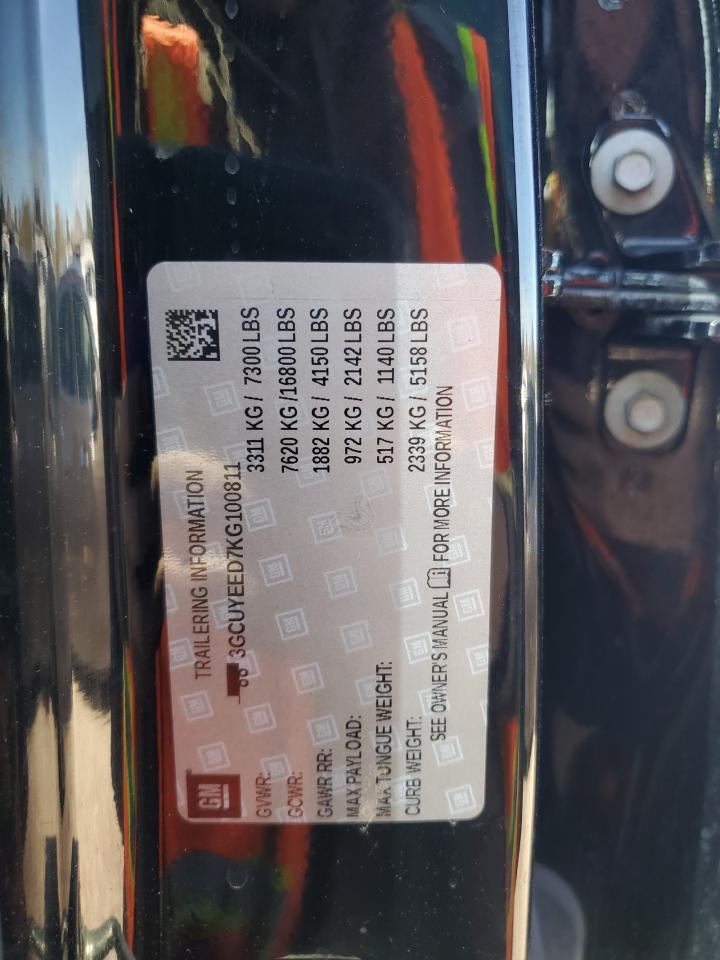 GM
TRAILERING INFORMATION
3GCUYEED7KG100811
GVWR: 3311 KG / 7300 LBS
GCWR: 7620 KG /16800 LBS
GAWR RR: 1882 KG / 4150 LBS
MAX PAYLOAD: 972 KG / 2142 LBS
MAX TONGUE WEIGHT: 517 KG / 1140 LBS
CURB WEIGHT: 2339 KG / 5158 LBS
SEE OWNER'S MANUAL FOR MORE INFORMATION